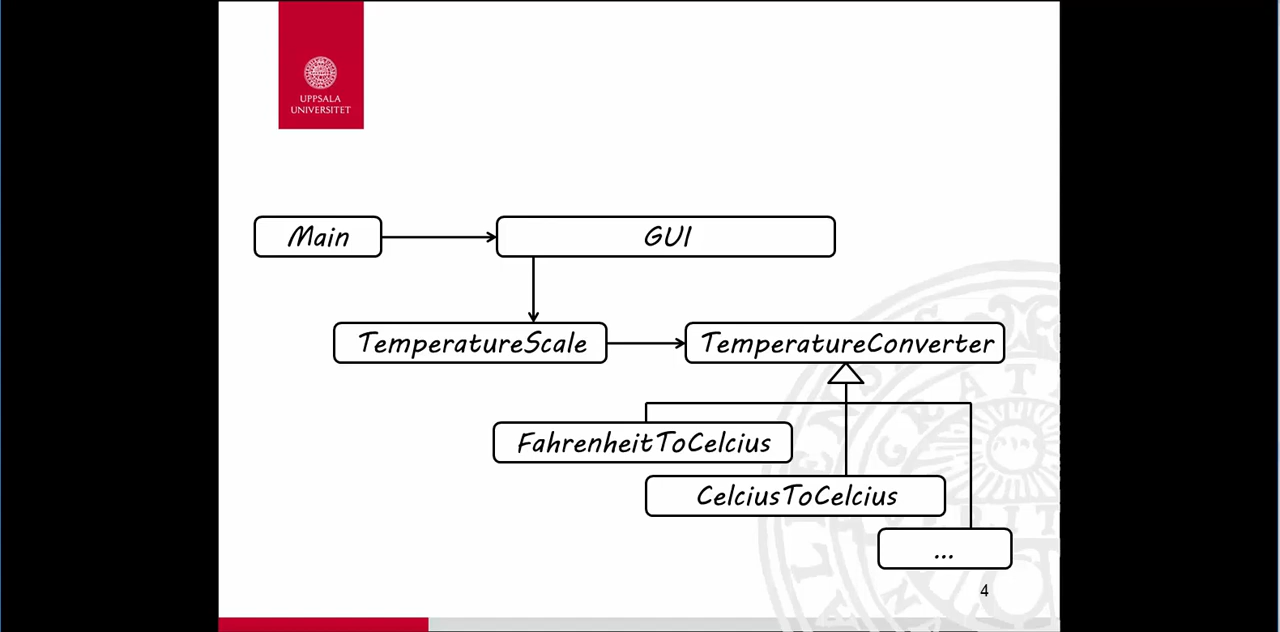 UPPSALA
UNIVERSITET
Main
GUI
TemperatureScale
TemperatureConverter
FahrenheitToCelcius
CelciusToCelcius
...
4